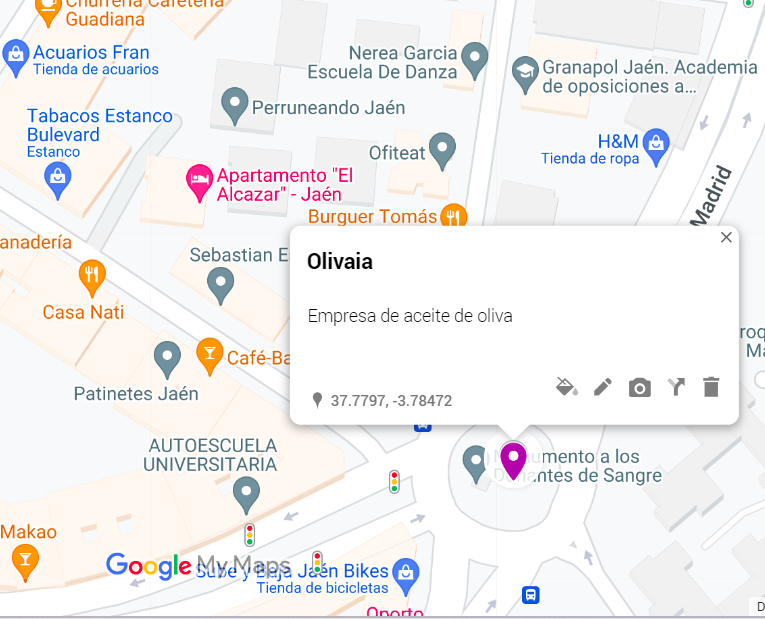 Churrería Cafetería
Guadiana
Acuarios Fran
Tienda de acuarios
Nerea Garcia
Escuela De Danza
Granapol Jaén. Academia
de oposiciones a...
Perruneando Jaén
Tabacos Estanco
Bulevard
Estanco
Ofiteat
H&M
Tienda de ropa
Apartamento "El
Alcazar" - Jaén
Madrid
Burguer Tomás
anadería
Sebastian E
Olivaia
Empresa de aceite de oliva
37.7797, -3.78472
Casa Nati
Café-Ba
Patinetes Jaén
roq
Ma
AUTOESCUELA
UNIVERSITARIA
numento a los
Donantes de Sangre
Makao
Google My Maps
Sube y Baja Jaén Bikes
Tienda de bicicletas
Oporto
D